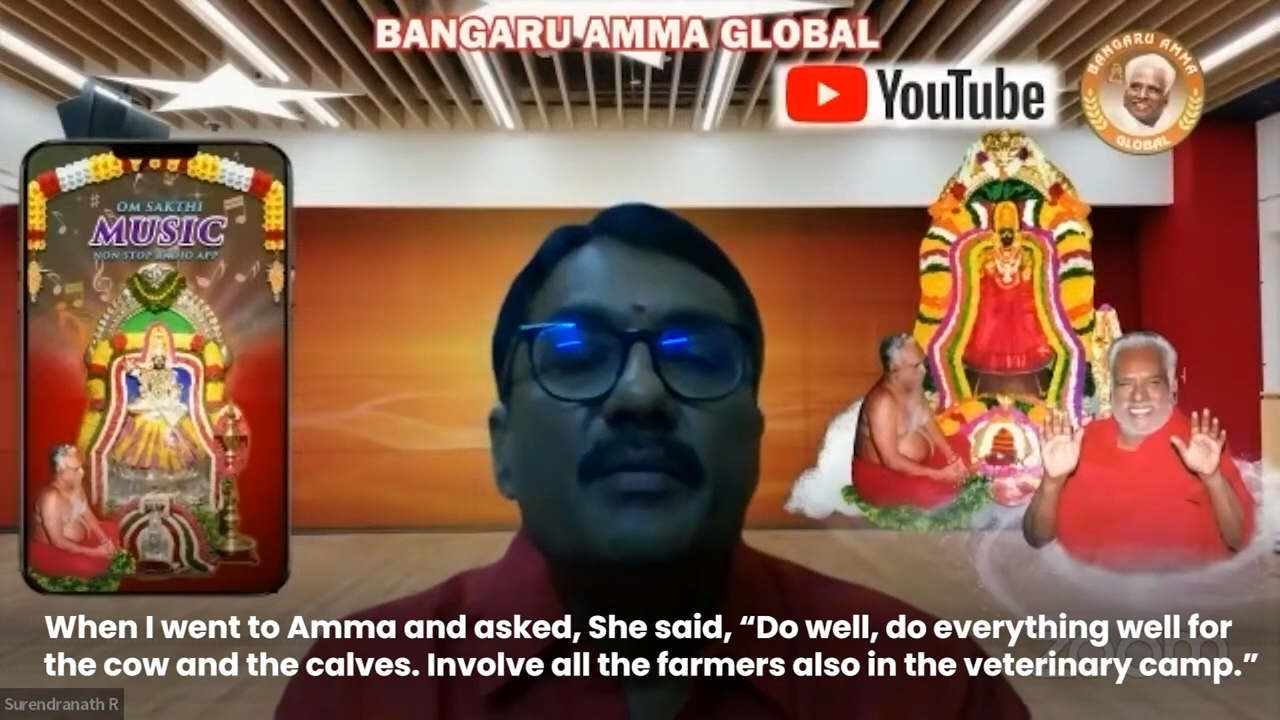 BANGARU AMMA GLOBAL
YouTube
BANGARU AMMA
GLOBAL
OM SAKTHI
MUSIC
NON STOP RADIO APP
When I went to Amma and asked, She said, “Do well, do everything well for
the cow and the calves. Involve all the farmers also in the veterinary camp.”
zoom
Surendranath R